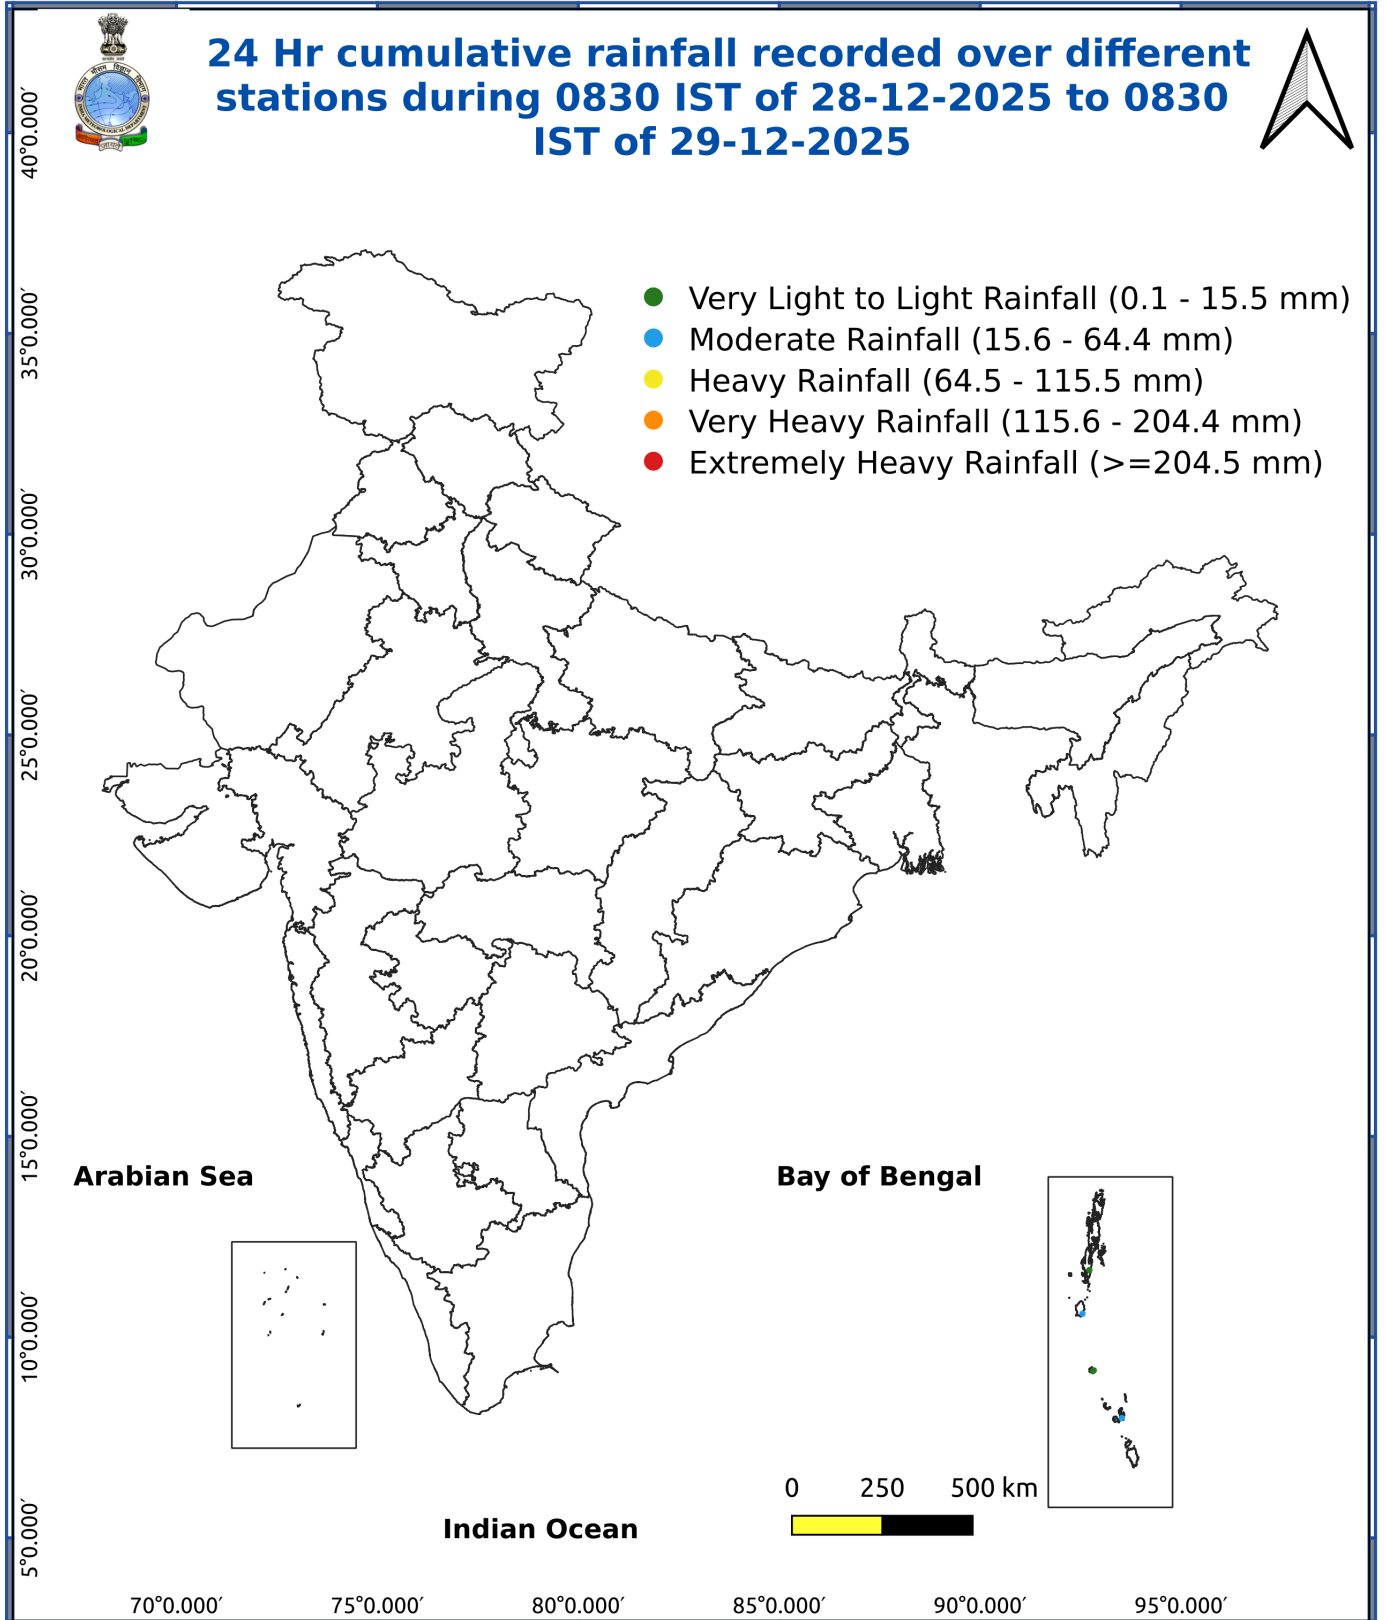 24 Hr cumulative rainfall recorded over different
stations during 0830 IST of 28-12-2025 to 0830
IST of 29-12-2025
Very Light to Light Rainfall (0.1 - 15.5 mm)
Moderate Rainfall (15.6 - 64.4 mm)
Heavy Rainfall (64.5 - 115.5 mm)
Very Heavy Rainfall (115.6 - 204.4 mm)
Extremely Heavy Rainfall (>=204.5 mm)
40°0.000′
35°0.000′
30°0.000′
25°0.000′
20°0.000′
15°0.000′
10°0.000′
5°0.000′
Arabian Sea
Bay of Bengal
Indian Ocean
0 250 500 km
70°0.000′ 75°0.000′ 80°0.000′ 85°0.000′ 90°0.000′ 95°0.000′